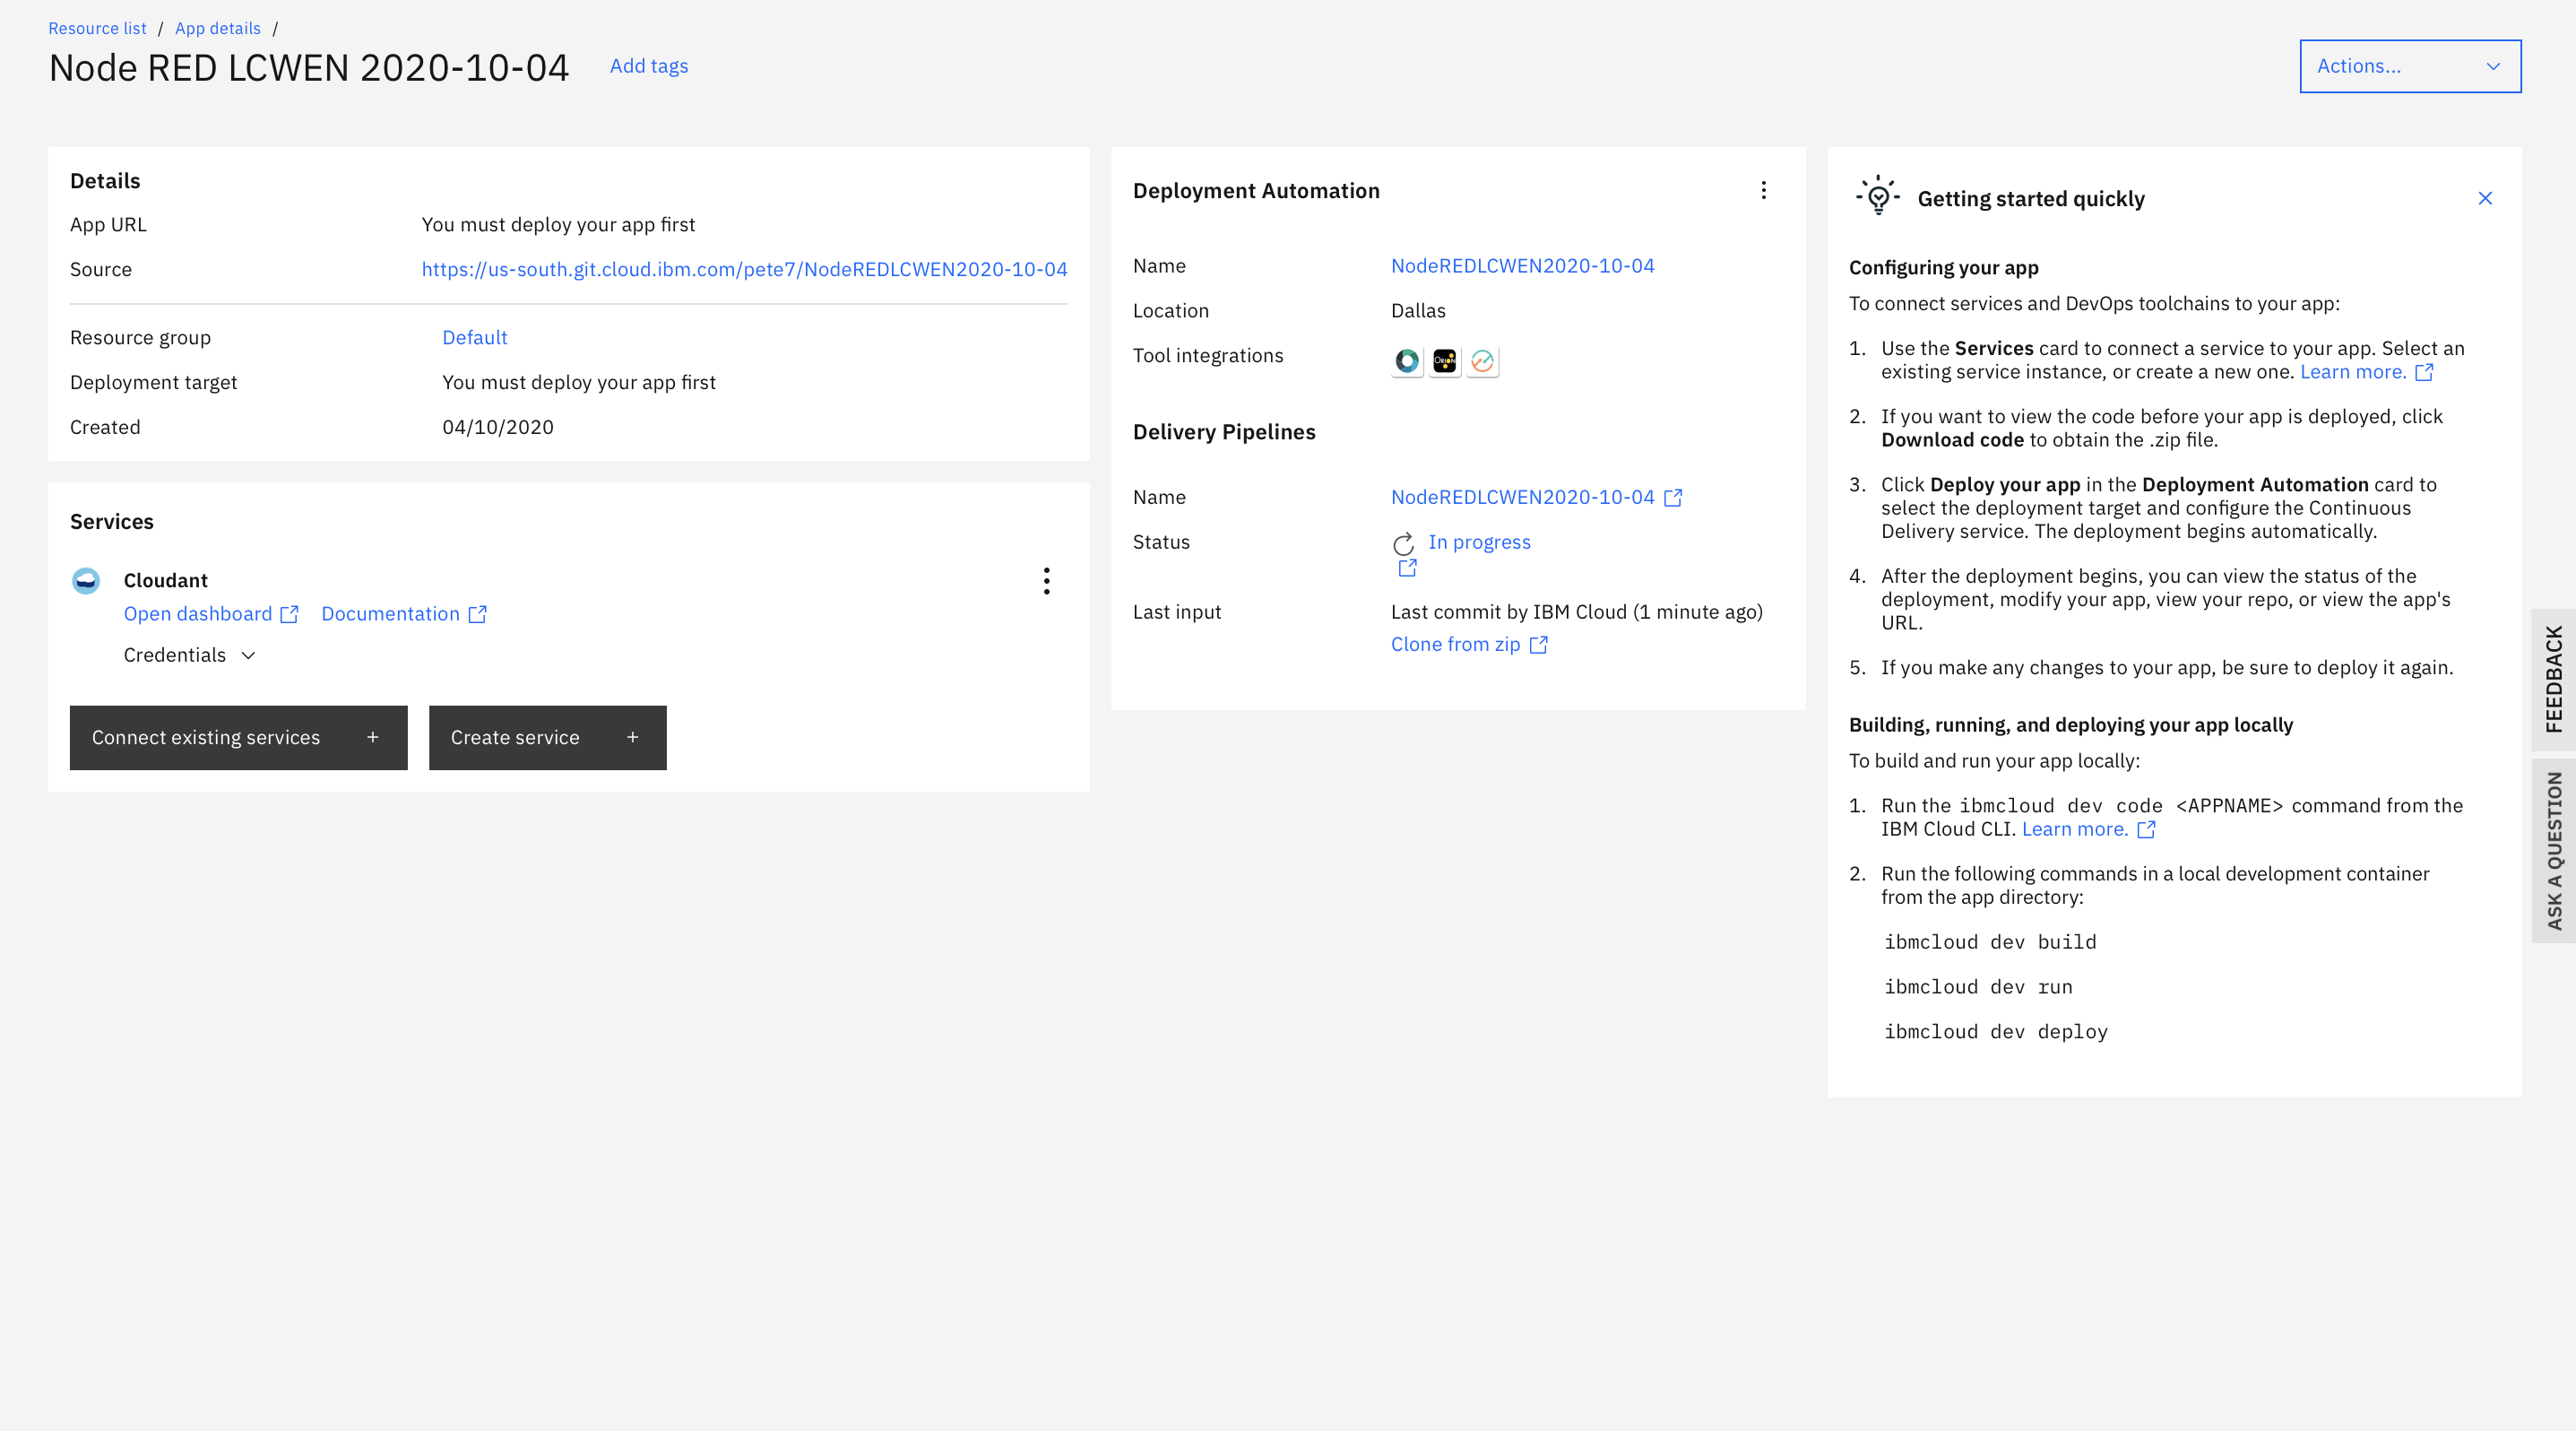 Resource list / App details /
Node RED LCWEN 2020-10-04 Add tags
Actions...
Details
App URL You must deploy your app first
Source https://us-south.git.cloud.ibm.com/pete7/NodeREDLCWEN2020-10-04
Resource group Default
Deployment target You must deploy your app first
Created 04/10/2020
Services
Cloudant
Open dashboard Documentation
Credentials
Connect existing services +
Create service +
Deployment Automation
Name NodeREDLCWEN2020-10-04
Location Dallas
Tool integrations
ORION
Delivery Pipelines
Name NodeREDLCWEN2020-10-04
Status In progress
Last input Last commit by IBM Cloud (1 minute ago)
Clone from zip
Getting started quickly
Configuring your app
To connect services and DevOps toolchains to your app:
1. Use the Services card to connect a service to your app. Select an
existing service instance, or create a new one. Learn more.
2. If you want to view the code before your app is deployed, click
Download code to obtain the .zip file.
3. Click Deploy your app in the Deployment Automation card to
select the deployment target and configure the Continuous
Delivery service. The deployment begins automatically.
4. After the deployment begins, you can view the status of the
deployment, modify your app, view your repo, or view the app's
URL.
5. If you make any changes to your app, be sure to deploy it again.
Building, running, and deploying your app locally
To build and run your app locally:
1. Run the ibmcloud dev code <APPNAME> command from the
IBM Cloud CLI. Learn more.
2. Run the following commands in a local development container
from the app directory:
ibmcloud dev build
ibmcloud dev run
ibmcloud dev deploy
FEEDBACK
ASK A QUESTION